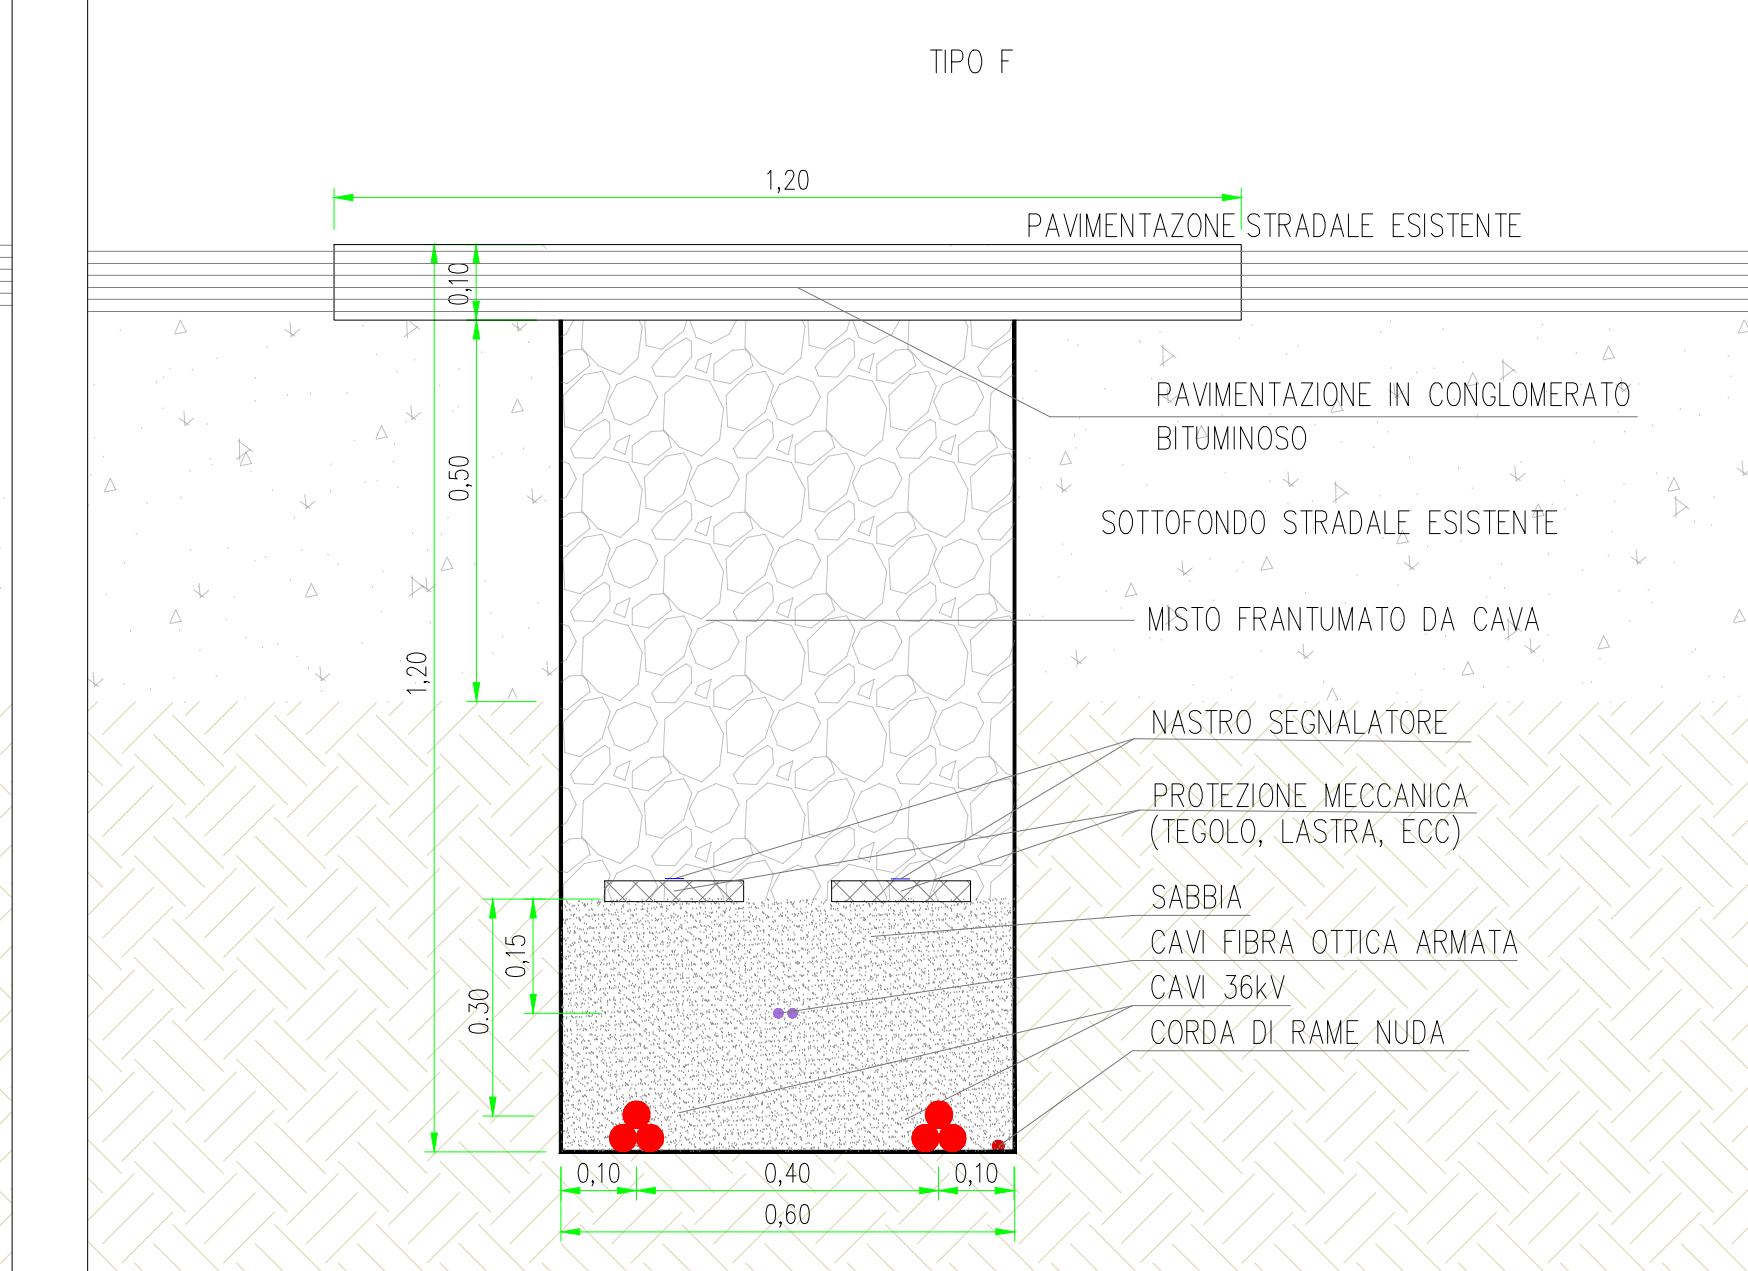 TIPO F
1,20
PAVIMENTAZONE STRADALE ESISTENTE
0,10
PAVIMENTAZIONE IN CONGLOMERATO
BITUMINOSO
0,50
SOTTOFONDO STRADALE ESISTENTE
MISTO FRANTUMATO DA CAVA
1,20
NASTRO SEGNALATORE
PROTEZIONE MECCANICA
(TEGOLO, LASTRA, ECC)
SABBIA
CAVI FIBRA OTTICA ARMATA
0,15
CAVI 36kV
0.30
CORDA DI RAME NUDA
0,10 0,40 0,10
0,60